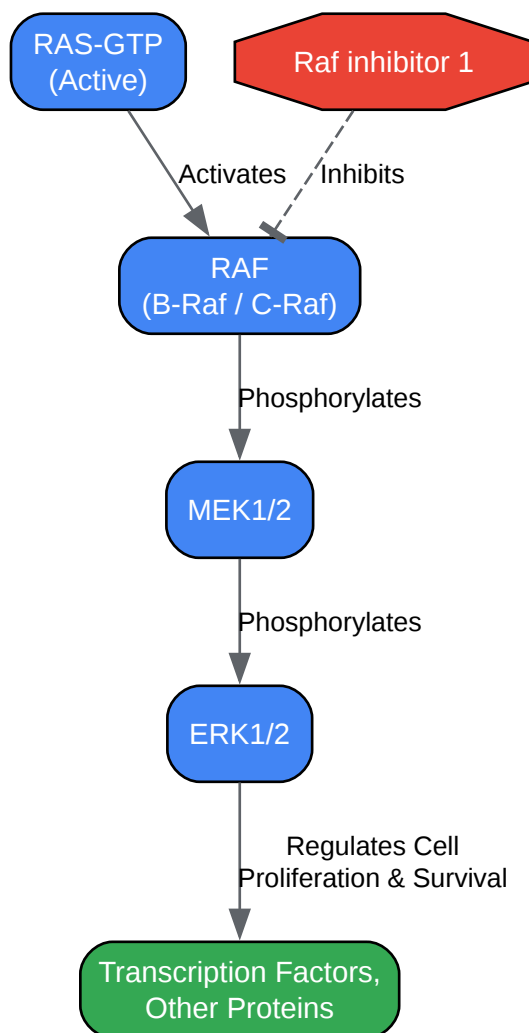 RAS-GTP
(Active)
Raf inhibitor 1
Activates
Inhibits
RAF
(B-Raf / C-Raf)
Phosphorylates
MEK1/2
Phosphorylates
ERK1/2
Regulates Cell
Proliferation & Survival
Transcription Factors,
Other Proteins